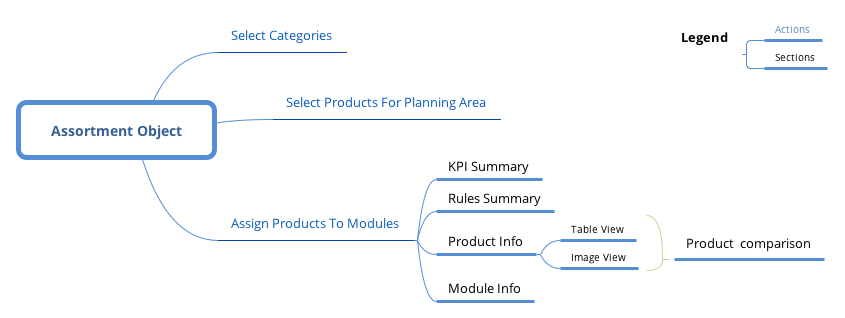 Select Categories
Legend
Actions
Sections
Select Products For Planning Area
Assortment Object
Assign Products To Modules
KPI Summary
Rules Summary
Product Info
Table View
Image View
Product comparison
Module Info